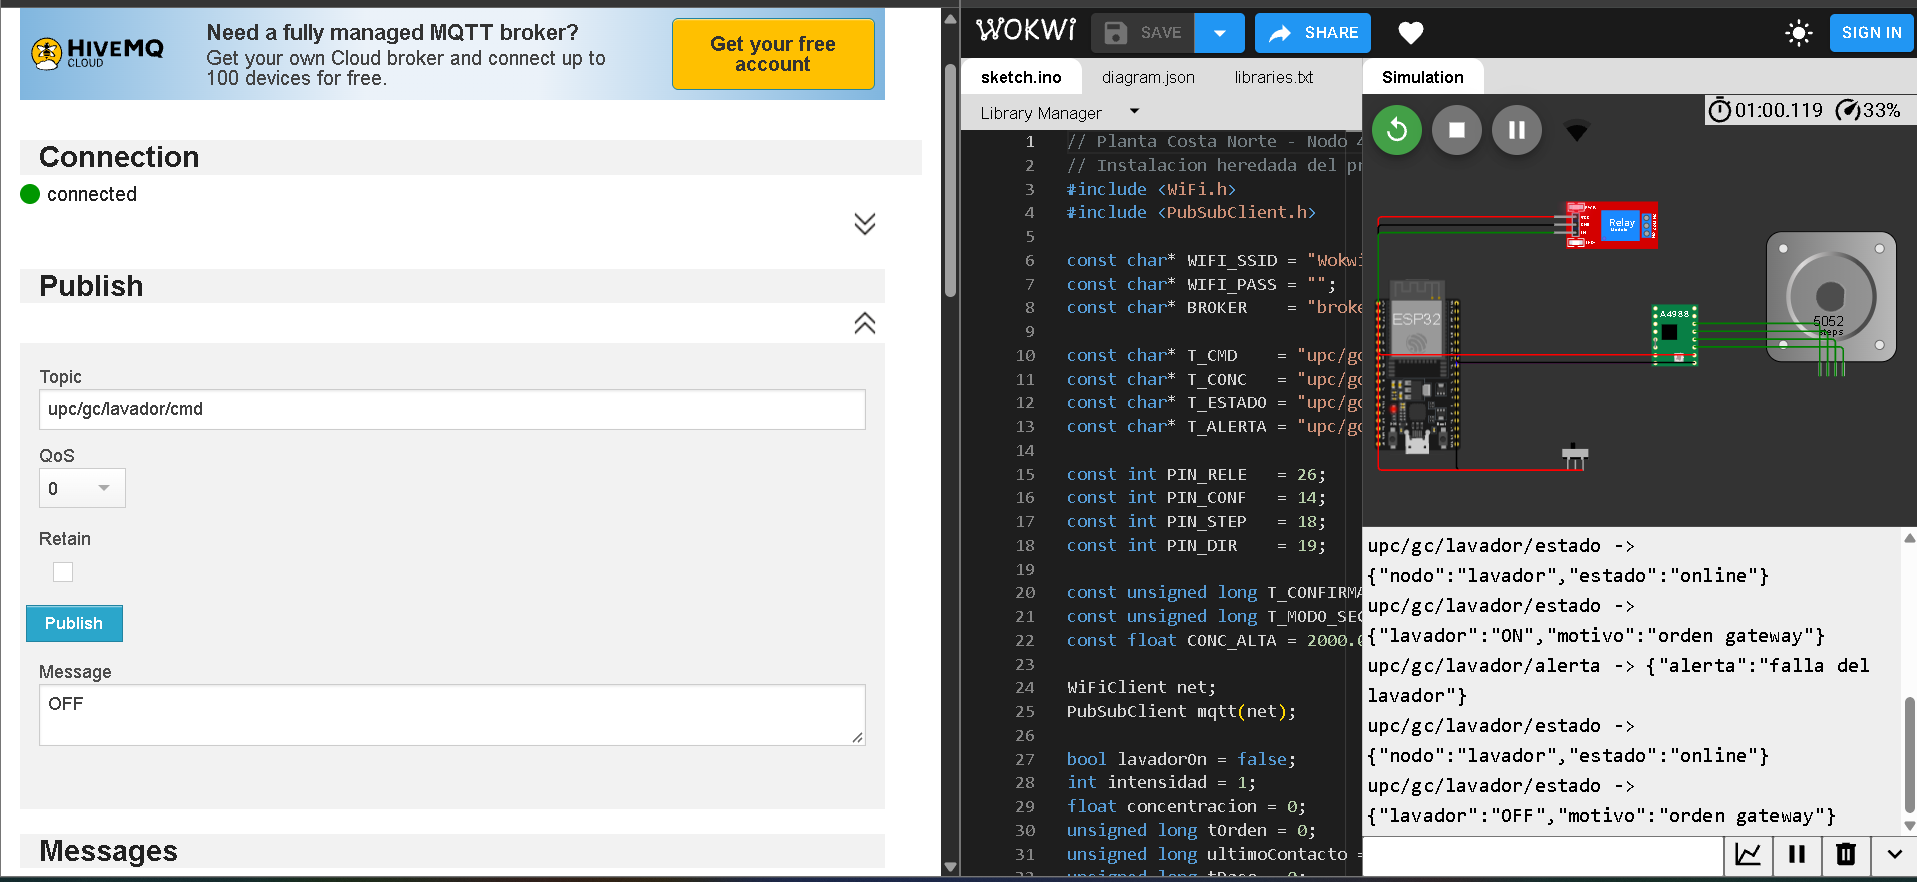 HIVEMQ
CLOUD
Need a fully managed MQTT broker?
Get your own Cloud broker and connect up to
100 devices for free.
Get your free
account
Connection
connected
Publish
Topic
upc/gc/lavador/cmd
QoS
0
Retain
Publish
Message
OFF
Messages
WOKWI
SAVE
SHARE
SIGN IN
sketch.ino
diagram.json
libraries.txt
Library Manager
1 // Planta Costa Norte - Nodo 4
2 // Instalacion heredada del pr
3 #include <WiFi.h>
4 #include <PubSubClient.h>
5
6 const char* WIFI_SSID = "Wokwi
7 const char* WIFI_PASS = "";
8 const char* BROKER = "broke
9
10 const char* T_CMD = "upc/gc
11 const char* T_CONC = "upc/gc
12 const char* T_ESTADO = "upc/gc
13 const char* T_ALERTA = "upc/gc
14
15 const int PIN_RELE = 26;
16 const int PIN_CONF = 14;
17 const int PIN_STEP = 18;
18 const int PIN_DIR = 19;
19
20 const unsigned long T_CONFIRMA
21 const unsigned long T_MODO_SEG
22 const float CONC_ALTA = 2000.0
23
24 WiFiClient net;
25 PubSubClient mqtt(net);
26
27 bool lavadorOn = false;
28 int intensidad = 1;
29 float concentracion = 0;
30 unsigned long tOrden = 0;
31 unsigned long ultimoContacto =
Simulation
01:00.119
33%
Relay
Module
ESP32
A4988
5052
steps
upc/gc/lavador/estado ->
{"nodo":"lavador","estado":"online"}
upc/gc/lavador/estado ->
{"lavador":"ON","motivo":"orden gateway"}
upc/gc/lavador/alerta -> {"alerta":"falla del
lavador"}
upc/gc/lavador/estado ->
{"nodo":"lavador","estado":"online"}
upc/gc/lavador/estado ->
{"lavador":"OFF","motivo":"orden gateway"}